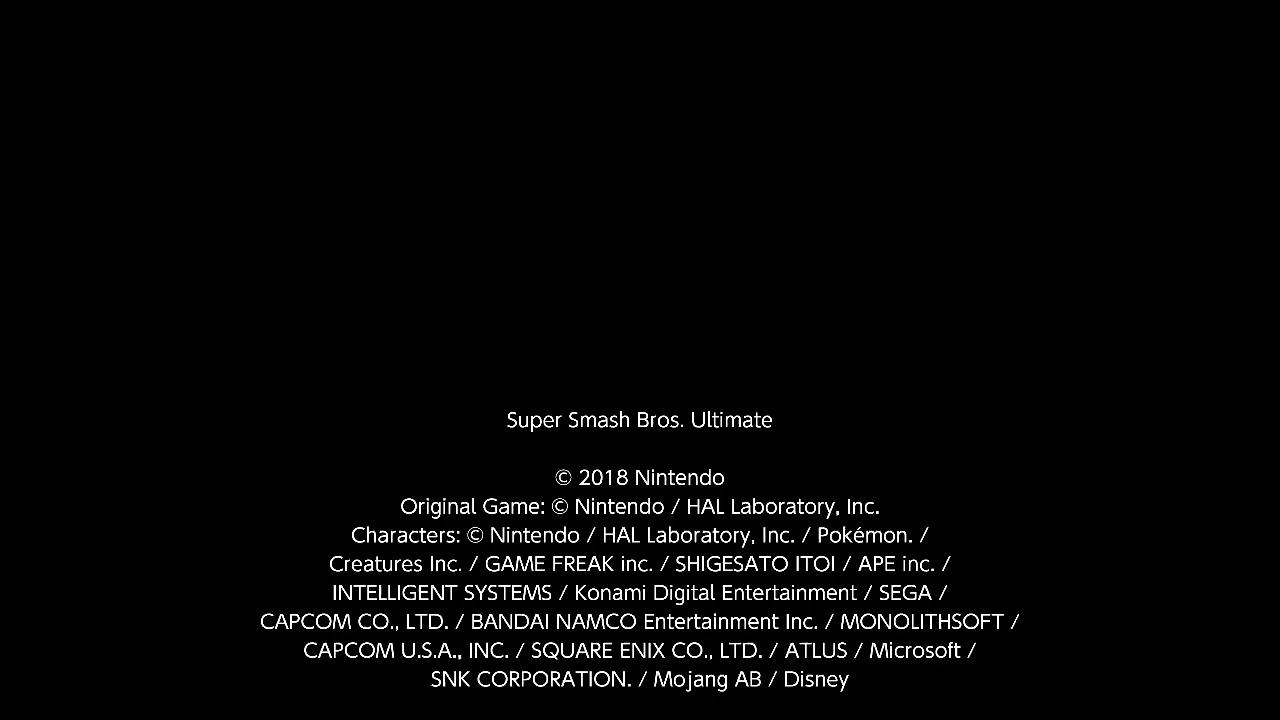 Super Smash Bros. Ultimate
© 2018 Nintendo
Original Game: © Nintendo / HAL Laboratory, Inc.
Characters: © Nintendo / HAL Laboratory, Inc. / Pokémon. /
Creatures Inc. / GAME FREAK inc. / SHIGESATO ITOI / APE inc. /
INTELLIGENT SYSTEMS / Konami Digital Entertainment / SEGA /
CAPCOM CO., LTD. / BANDAI NAMCO Entertainment Inc. / MONOLITHSOFT /
CAPCOM U.S.A., INC. / SQUARE ENIX CO., LTD. / ATLUS / Microsoft /
SNK CORPORATION. / Mojang AB / Disney